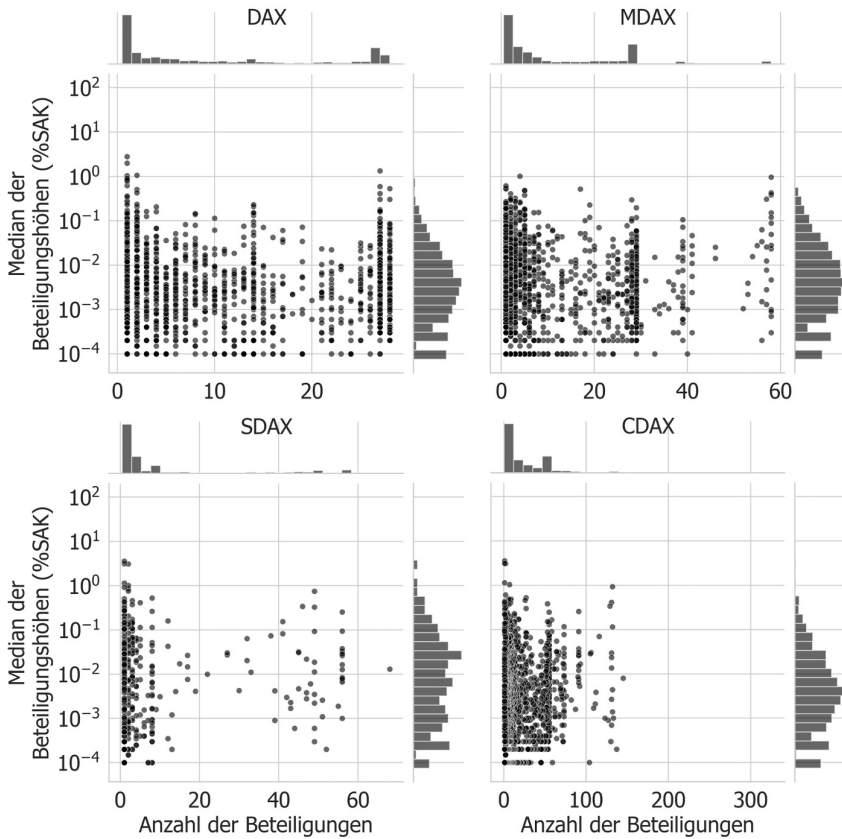 DAX
MDAX
Median der
Beteiligungshöhen (%SAK)
10²
10¹
10⁰
10⁻¹
10⁻²
10⁻³
10⁻⁴
0 10 20
0 20 40 60
SDAX
CDAX
Median der
Beteiligungshöhen (%SAK)
10²
10¹
10⁰
10⁻¹
10⁻²
10⁻³
10⁻⁴
0 20 40 60
0 100 200 300
Anzahl der Beteiligungen
Anzahl der Beteiligungen